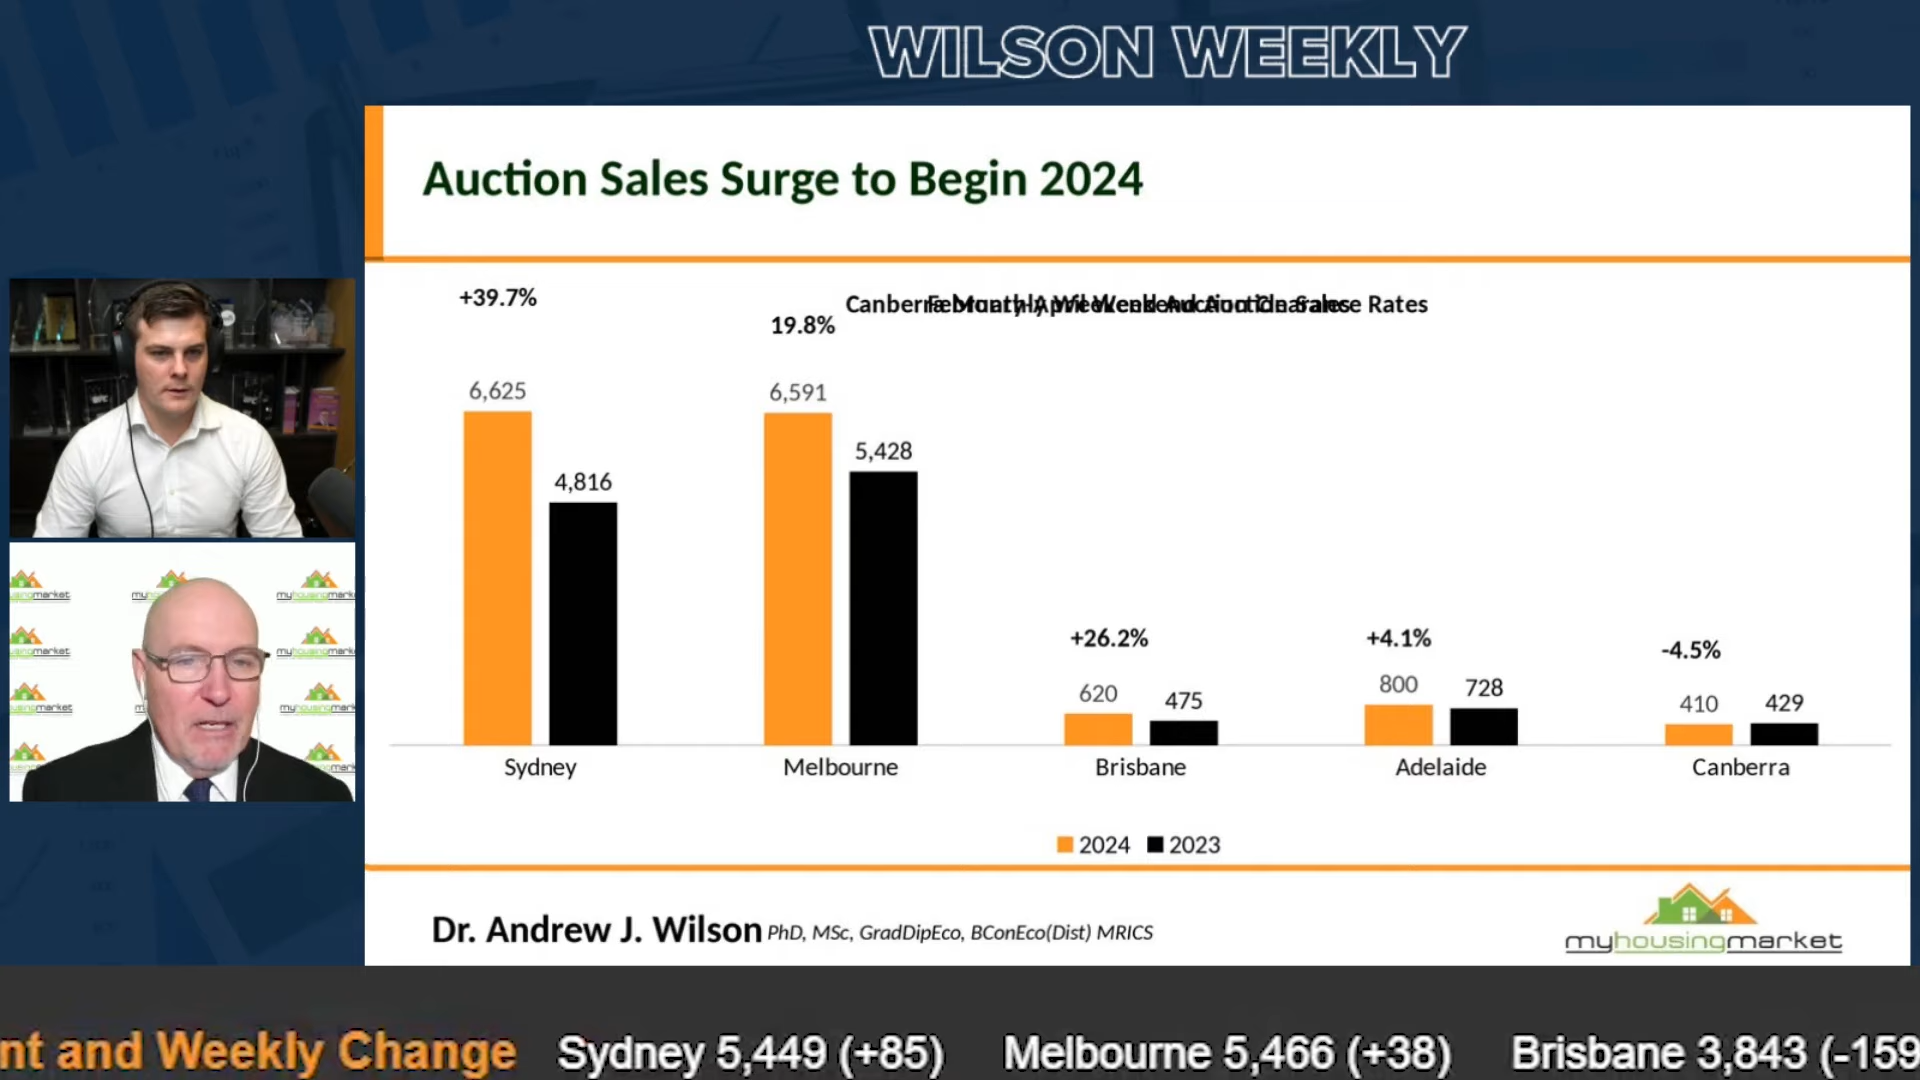 WILSON WEEKLY
Auction Sales Surge to Begin 2024
+39.7%
19.8%
6,625
4,816
6,591
5,428
+26.2%
620
475
+4.1%
800
728
-4.5%
410
429
Sydney
Melbourne
Brisbane
Adelaide
Canberra
2024
2023
Dr. Andrew J. Wilson PhD, MSc, GradDipEco, BConEco(Dist) MRICS
myhousingmarket
nt and Weekly Change Sydney 5,449 (+85) Melbourne 5,466 (+38) Brisbane 3,843 (-159